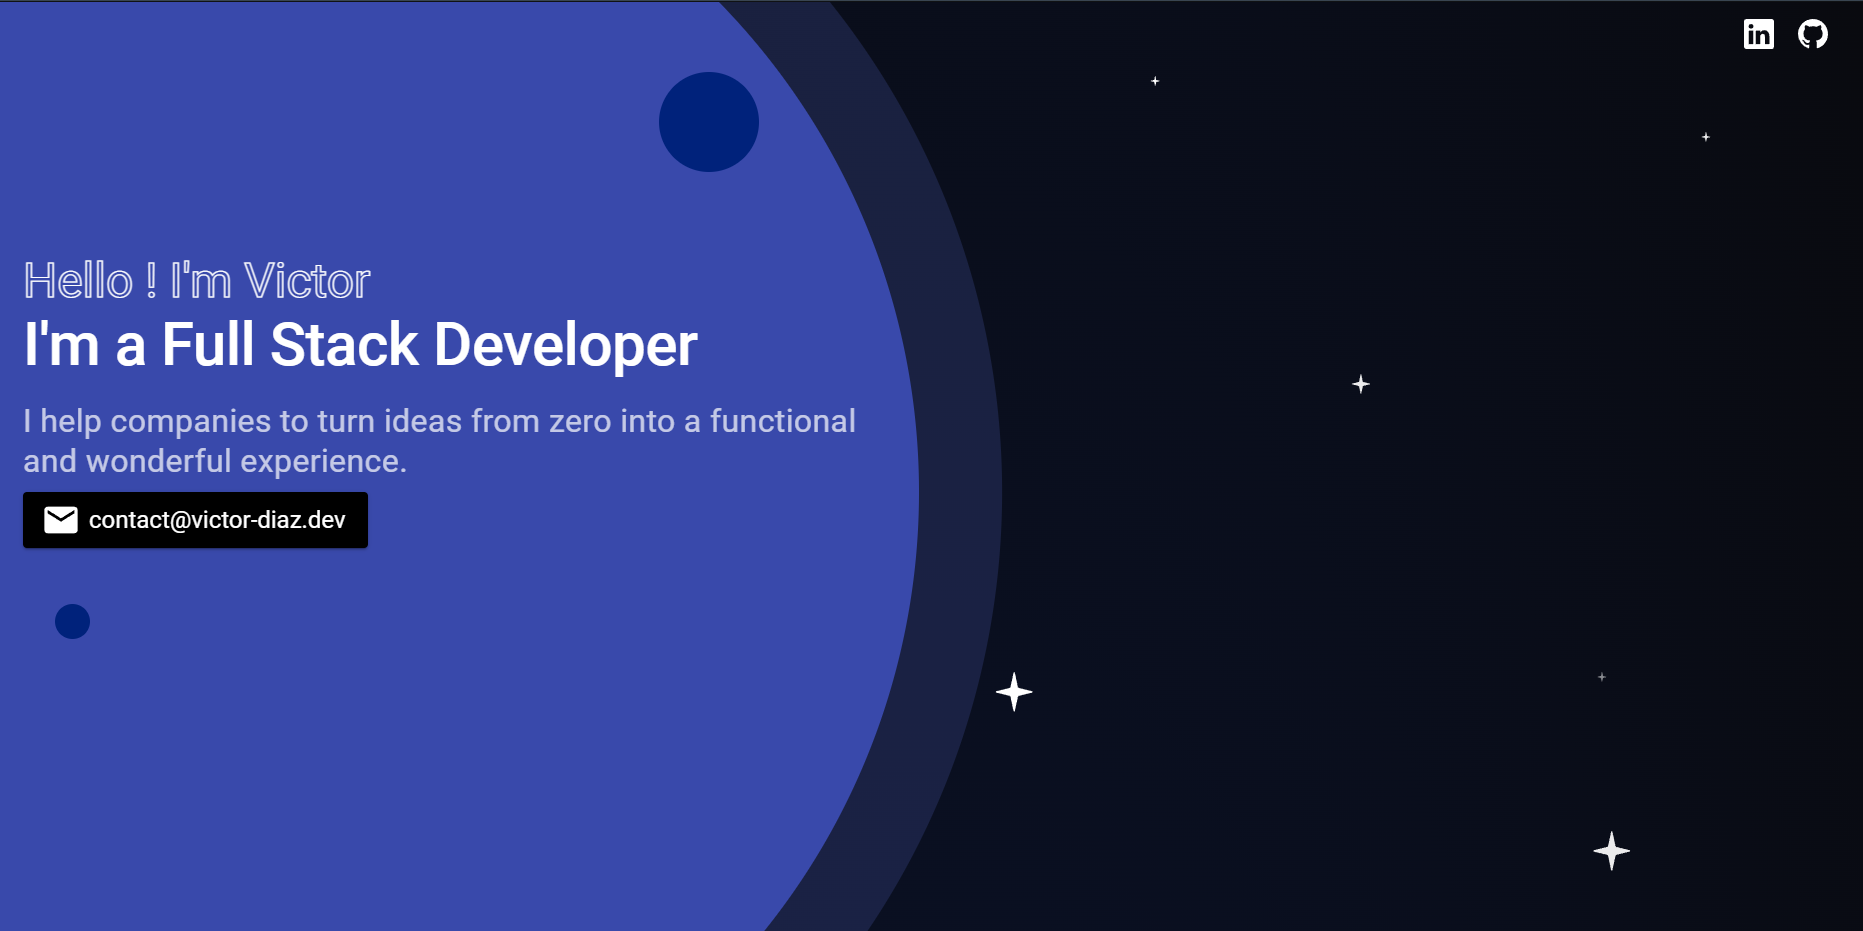 in
Hello ! I'm Victor
I'm a Full Stack Developer
I help companies to turn ideas from zero into a functional
and wonderful experience.
contact@victor-diaz.dev